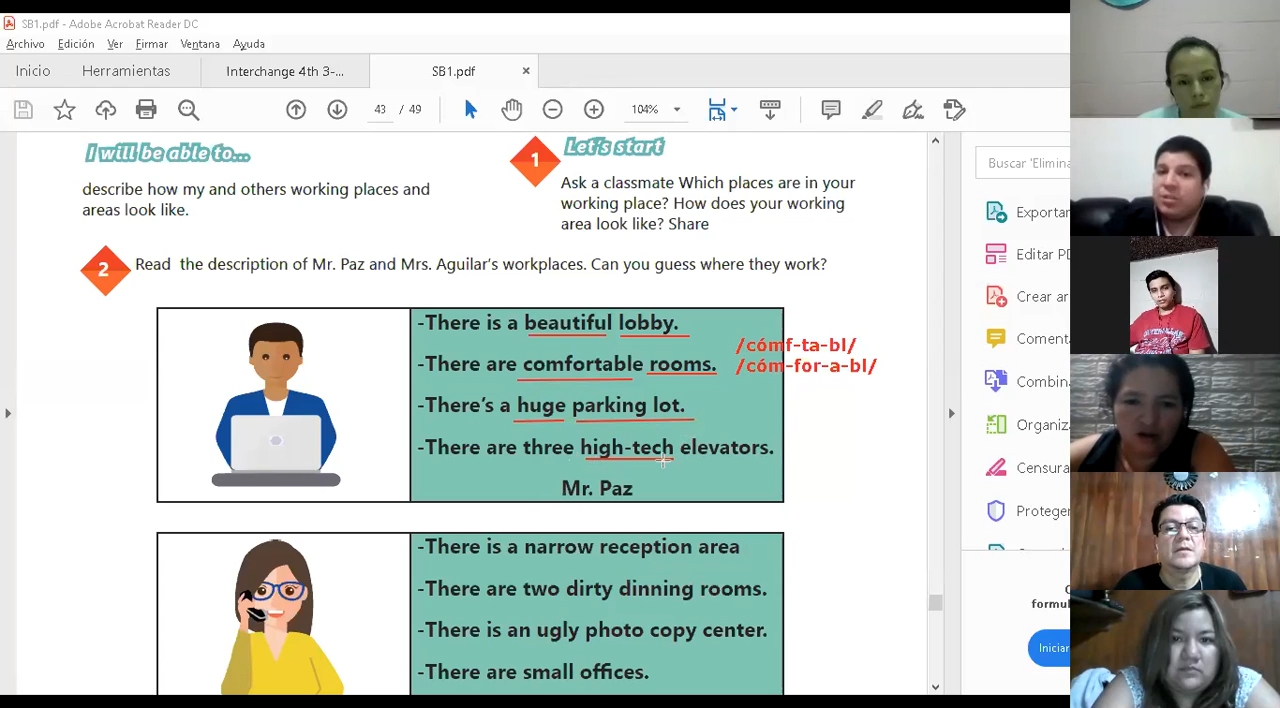 SB1.pdf - Adobe Acrobat Reader DC
Archivo Edición Ver Firmar Ventana Ayuda
Inicio Herramientas Interchange 4th 3-... SB1.pdf ×
43 / 49 104%
I will be able to...
describe how my and others working places and
areas look like.
1 Let's start
Ask a classmate Which places are in your
working place? How does your working
area look like? Share
2 Read the description of Mr. Paz and Mrs. Aguilar's workplaces. Can you guess where they work?
-There is a beautiful lobby.
-There are comfortable rooms.
/cómf-ta-bl/
/cóm-for-a-bl/
-There's a huge parking lot.
-There are three high-tech elevators.
Mr. Paz
-There is a narrow reception area
-There are two dirty dinning rooms.
-There is an ugly photo copy center.
-There are small offices.
Buscar 'Elimina
Exportar
Editar PD
Crear ar
Coment
Combin
Organiz
Censura
Proteger
C
formu
Iniciar